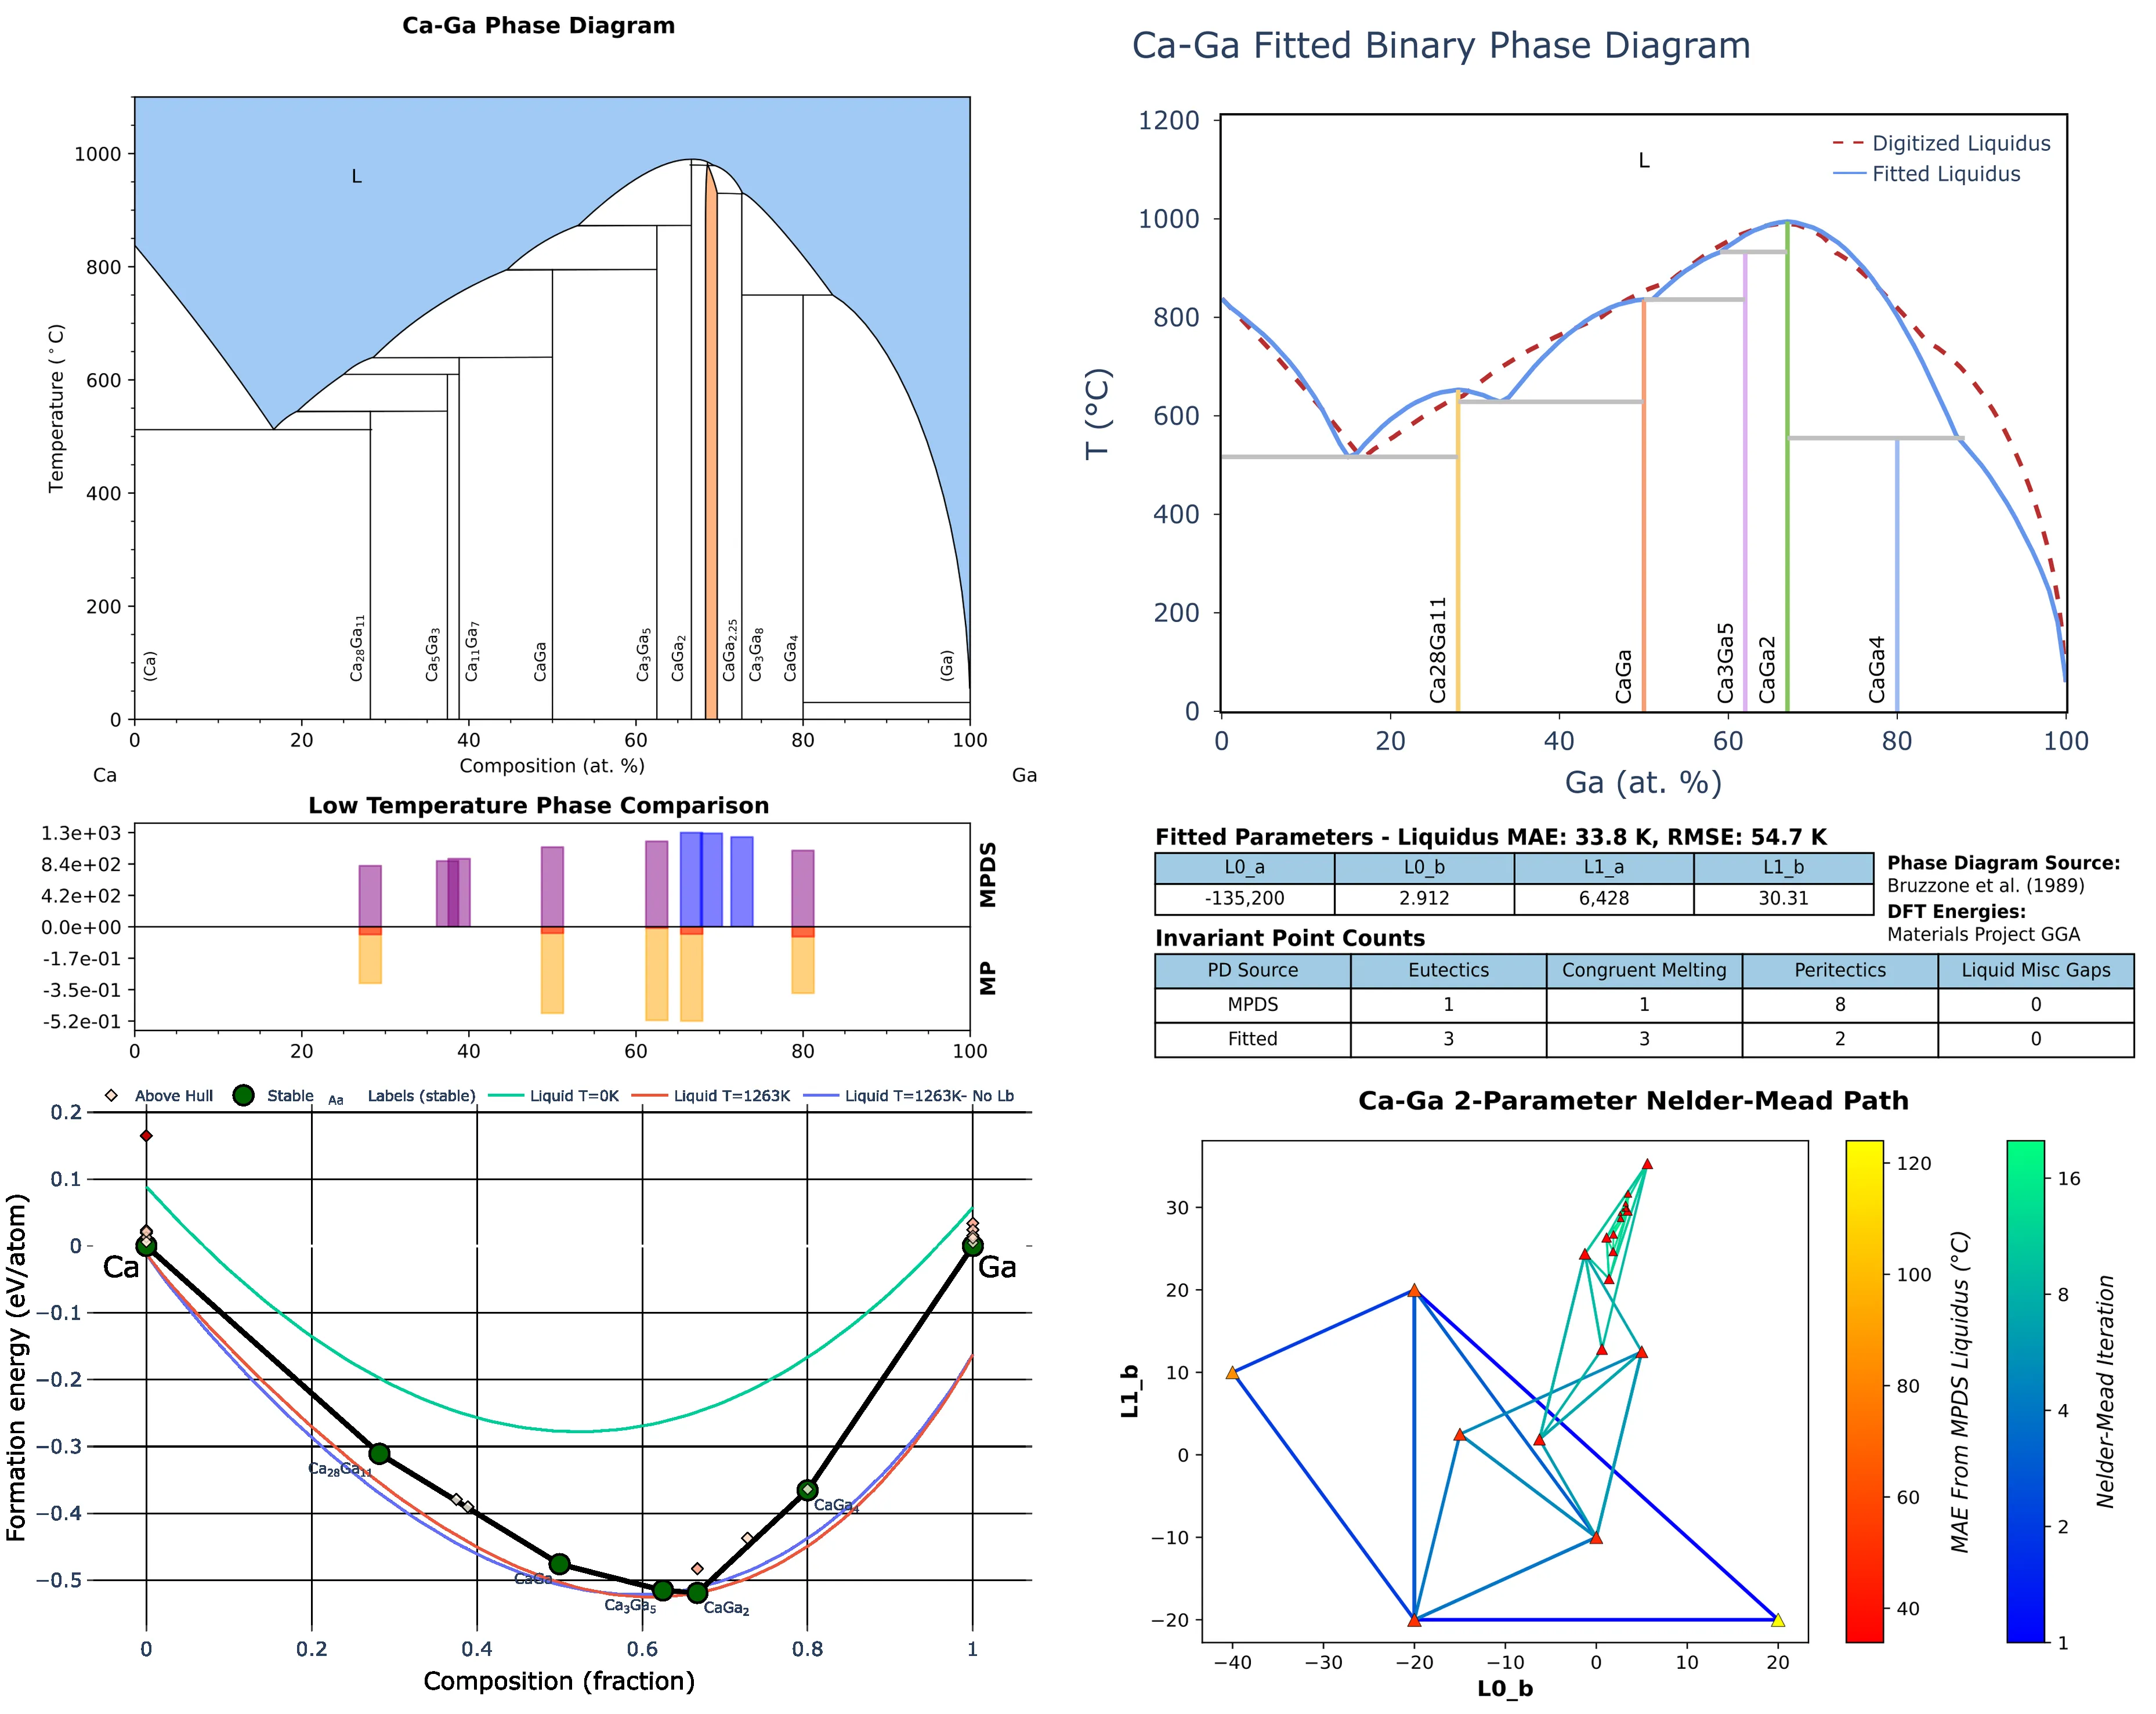 Ca-Ga Phase Diagram
1000
800
600
400
200
0
Temperature (°C)
L
(Ca)
Ca₂₈Ga₁₁
Ca₅Ga₃
Ca₁₁Ga₇
CaGa
Ca₃Ga₅
CaGa₂
CaGa₂.₂₅
Ca₃Ga₈
CaGa₄
(Ga)
0 20 40 60 80 100
Composition (at. %)
Ca Ga
Ca-Ga Fitted Binary Phase Diagram
1200
1000
800
600
400
200
0
T (°C)
L
Digitized Liquidus
Fitted Liquidus
Ca28Ga11
CaGa
Ca3Ga5
CaGa2
CaGa4
0 20 40 60 80 100
Ga (at. %)
Low Temperature Phase Comparison
1.3e+03
8.4e+02
4.2e+02
0.0e+00
-1.7e-01
-3.5e-01
-5.2e-01
MPDS
MP
0 20 40 60 80 100
Fitted Parameters - Liquidus MAE: 33.8 K, RMSE: 54.7 K
L0_a L0_b L1_a L1_b
-135,200 2.912 6,428 30.31
Phase Diagram Source:
Bruzzone et al. (1989)
DFT Energies:
Materials Project GGA
Invariant Point Counts
PD Source Eutectics Congruent Melting Peritectics Liquid Misc Gaps
MPDS 1 1 8 0
Fitted 3 3 2 0
Above Hull Stable Aa Labels (stable) Liquid T=0K Liquid T=1263K Liquid T=1263K- No Lb
0.2
0.1
0
−0.1
−0.2
−0.3
−0.4
−0.5
Formation energy (eV/atom)
Ca
Ga
Ca₂₈Ga₁₁
CaGa
Ca₃Ga₅
CaGa₂
CaGa₄
0 0.2 0.4 0.6 0.8 1
Composition (fraction)
Ca-Ga 2-Parameter Nelder-Mead Path
30
20
10
0
−10
−20
L1_b
−40 −30 −20 −10 0 10 20
L0_b
120
100
80
60
40
MAE From MPDS Liquidus (°C)
16
8
4
2
1
Nelder-Mead Iteration